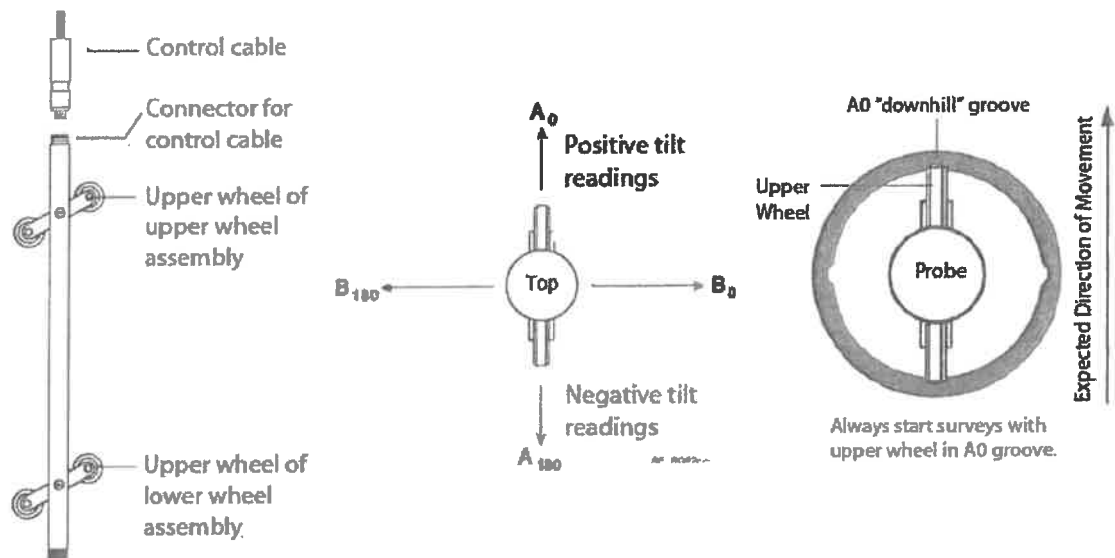 Control cable
Connector for
control cable
Upper wheel of
upper wheel
assembly
Upper wheel of
lower wheel
assembly
A0
Positive tilt
readings
B180
Top
B0
Negative tilt
readings
A180
A0 "downhill" groove
Upper
Wheel
Probe
Expected Direction of Movement
Always start surveys with
upper wheel in A0 groove.